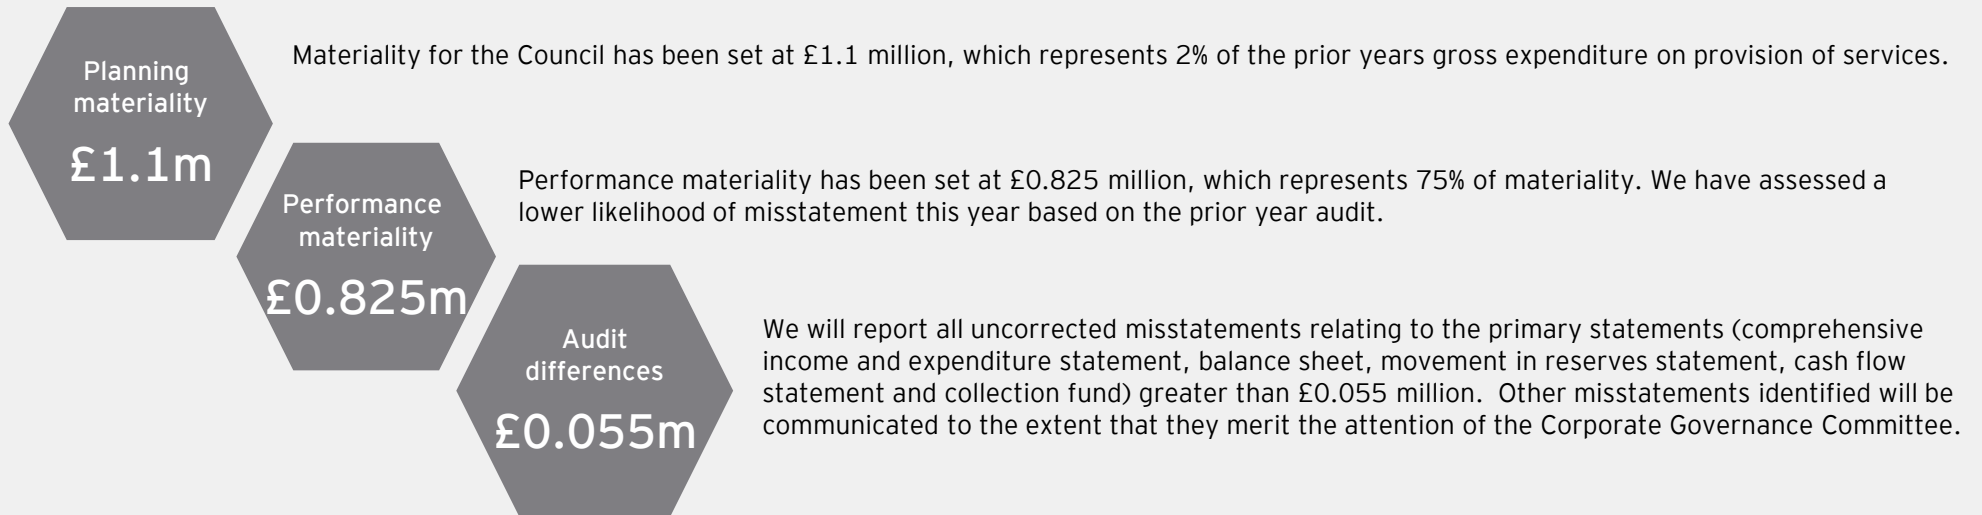 Planning
materiality
£1.1m
Materiality for the Council has been set at £1.1 million, which represents 2% of the prior years gross expenditure on provision of services.
Performance
materiality
£0.825m
Performance materiality has been set at £0.825 million, which represents 75% of materiality. We have assessed a
lower likelihood of misstatement this year based on the prior year audit.
Audit
differences
£0.055m
We will report all uncorrected misstatements relating to the primary statements (comprehensive
income and expenditure statement, balance sheet, movement in reserves statement, cash flow
statement and collection fund) greater than £0.055 million.  Other misstatements identified will be
communicated to the extent that they merit the attention of the Corporate Governance Committee.